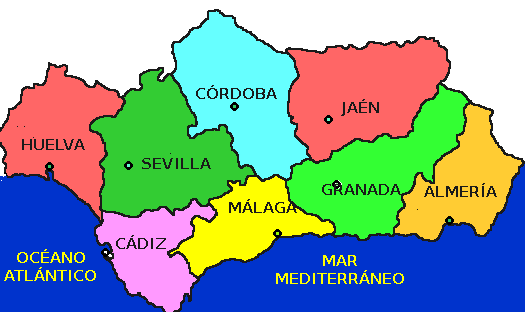 CÓRDOBA
JAÉN
HUELVA
SEVILLA
GRANADA
ALMERÍA
MÁLAGA
CÁDIZ
OCÉANO
ATLÁNTICO
MAR
MEDITERRÁNEO